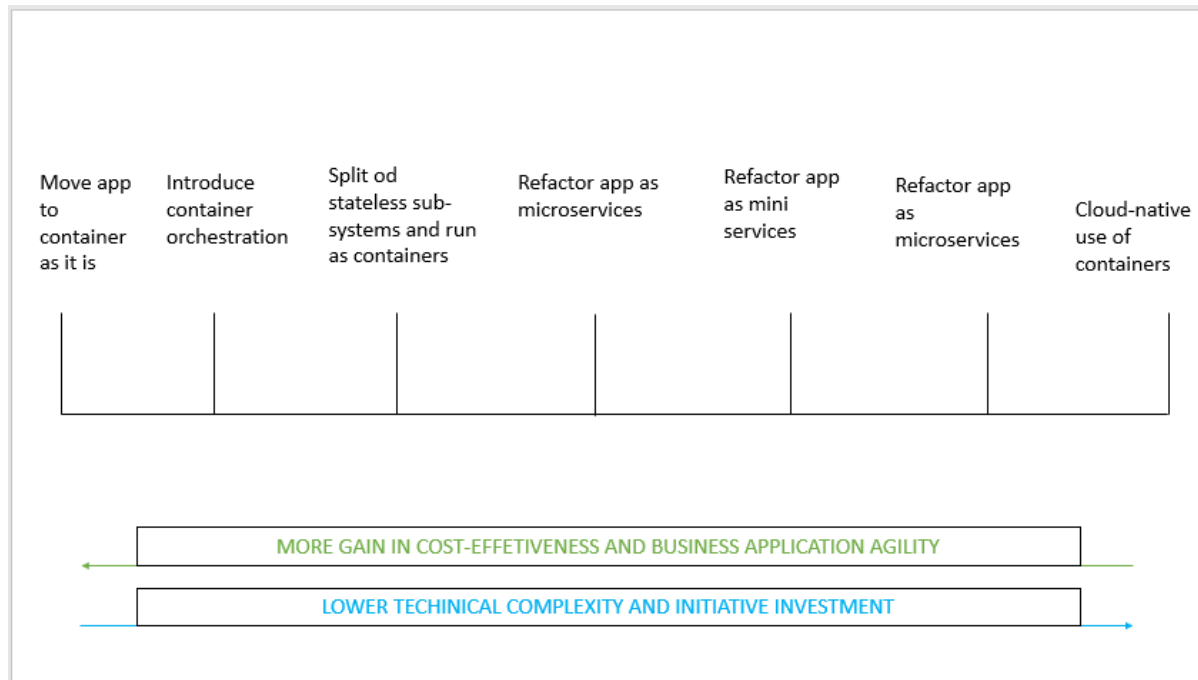 Move app
to
container
as it is
Introduce
container
orchestration
Split od
stateless sub-
systems and run
as containers
Refactor app as
microservices
Refactor app
as mini
services
Refactor app
as
microservices
Cloud-native
use of
containers
MORE GAIN IN COST-EFFETIVENESS AND BUSINESS APPLICATION AGILITY
LOWER TECHINICAL COMPLEXITY AND INITIATIVE INVESTMENT